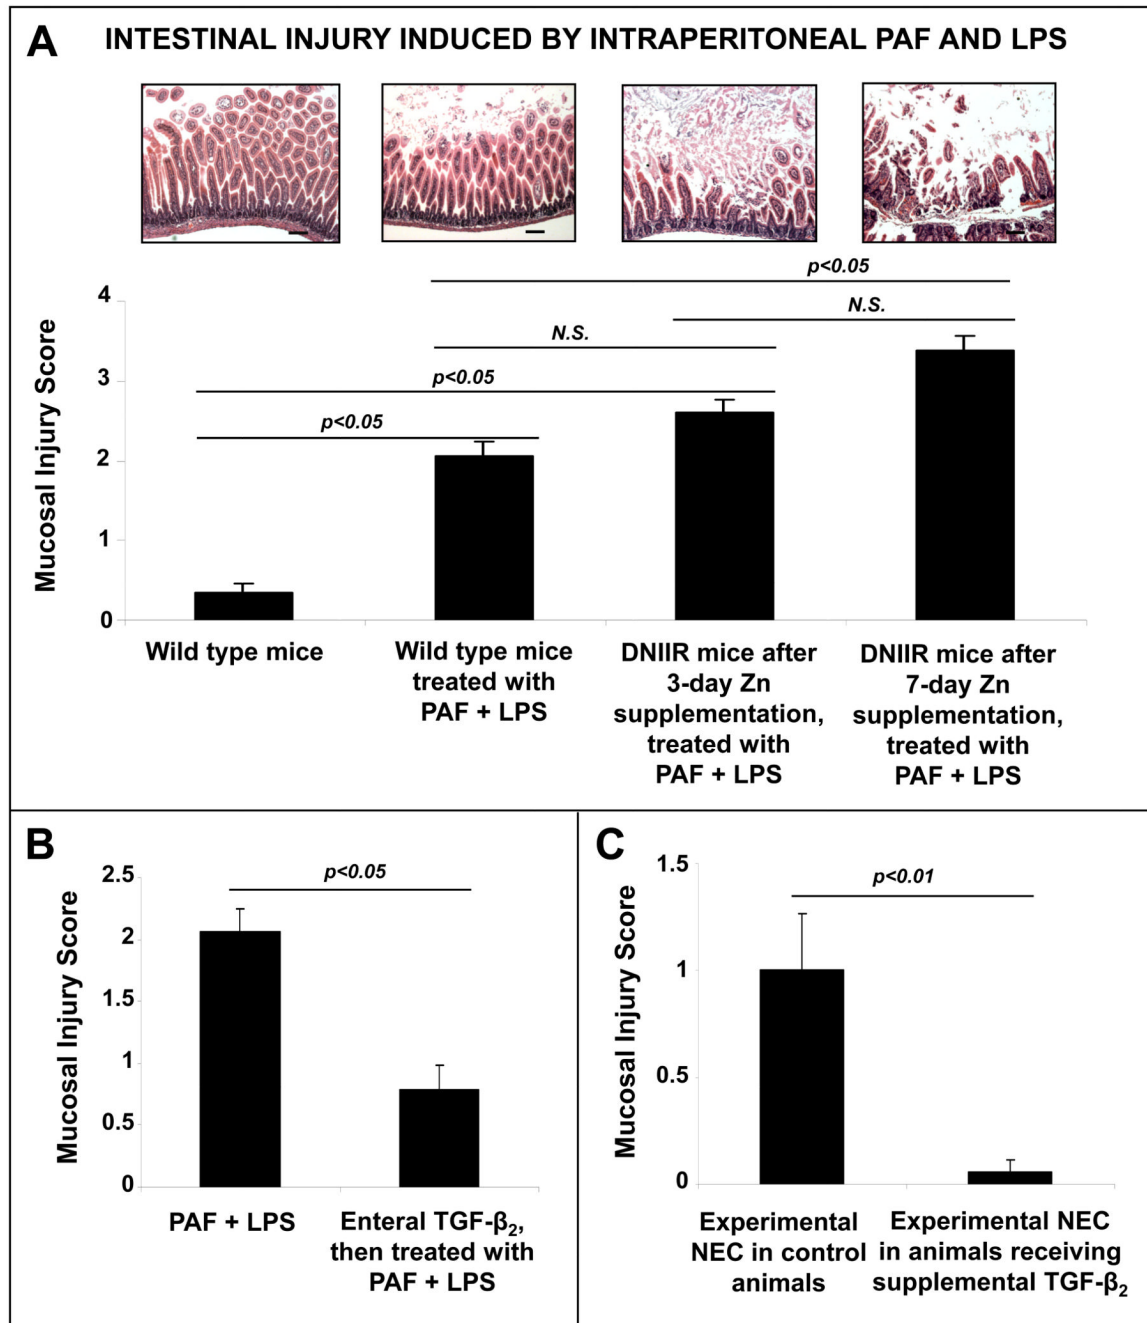 A
INTESTINAL INJURY INDUCED BY INTRAPERITONEAL PAF AND LPS
Mucosal Injury Score
4
3
2
1
0
p<0.05
N.S.
N.S.
p<0.05
p<0.05
Wild type mice
Wild type mice
treated with
PAF + LPS
DNIIR mice after
3-day Zn
supplementation,
treated with
PAF + LPS
DNIIR mice after
7-day Zn
supplementation,
treated with
PAF + LPS
B
Mucosal Injury Score
2.5
2
1.5
1
0.5
0
p<0.05
PAF + LPS
Enteral TGF-β₂,
then treated with
PAF + LPS
C
Mucosal Injury Score
1.5
1
0.5
0
p<0.01
Experimental
NEC in control
animals
Experimental NEC
in animals receiving
supplemental TGF-β₂